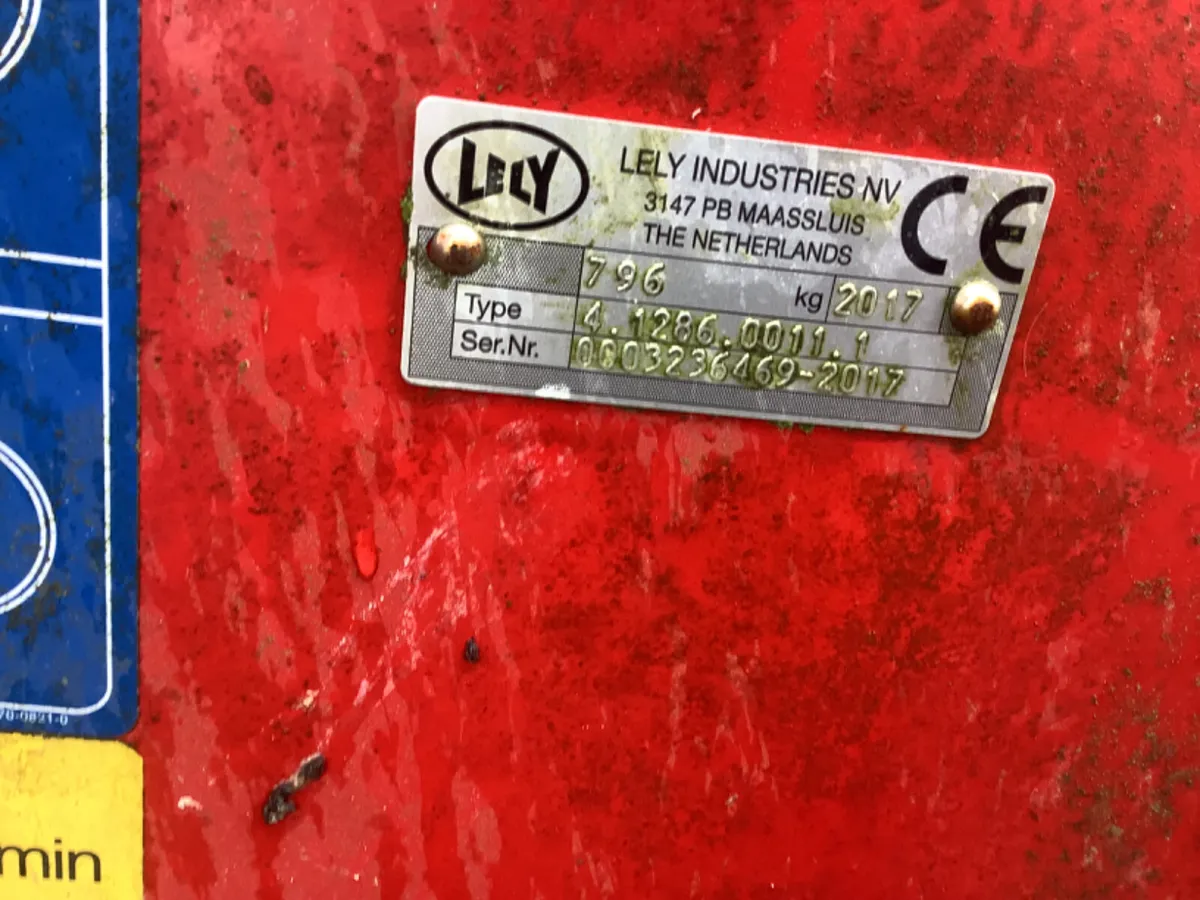 LELY
LELY INDUSTRIES NV
3147 PB MAASSLUIS
THE NETHERLANDS
CE
796 kg 2017
Type 4.1286.0011.1
Ser.Nr. 0003236469-2017
min